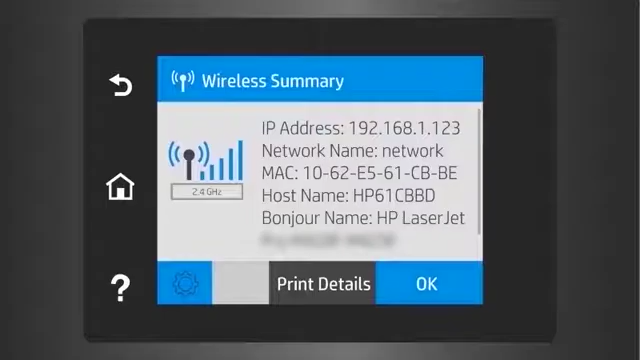 Wireless Summary
IP Address: 192.168.1.123
Network Name: network
MAC: 10-62-E5-61-CB-BE
2.4 GHz
Host Name: HP61CBBD
Bonjour Name: HP LaserJet
?
Print Details
OK